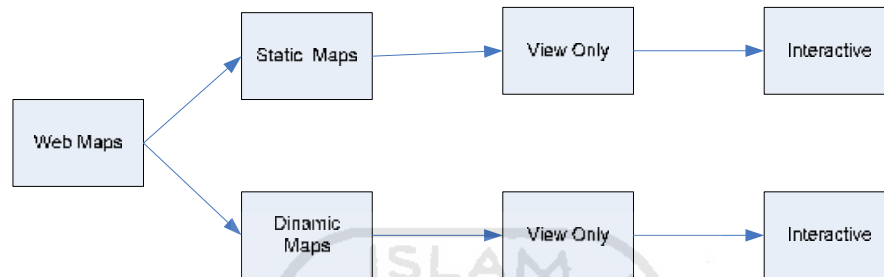 Static Maps
View Only
Interactive
Web Maps
Dinamic
Maps
View Only
Interactive
ISLAM